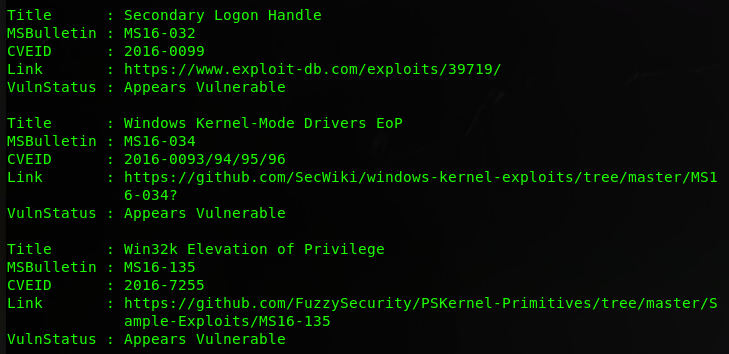 Title      : Secondary Logon Handle
MSBulletin : MS16-032
CVEID      : 2016-0099
Link       : https://www.exploit-db.com/exploits/39719/
VulnStatus : Appears Vulnerable

Title      : Windows Kernel-Mode Drivers EoP
MSBulletin : MS16-034
CVEID      : 2016-0093/94/95/96
Link       : https://github.com/SecWiki/windows-kernel-exploits/tree/master/MS1
             6-034?
VulnStatus : Appears Vulnerable

Title      : Win32k Elevation of Privilege
MSBulletin : MS16-135
CVEID      : 2016-7255
Link       : https://github.com/FuzzySecurity/PSKernel-Primitives/tree/master/S
             ample-Exploits/MS16-135
VulnStatus : Appears Vulnerable